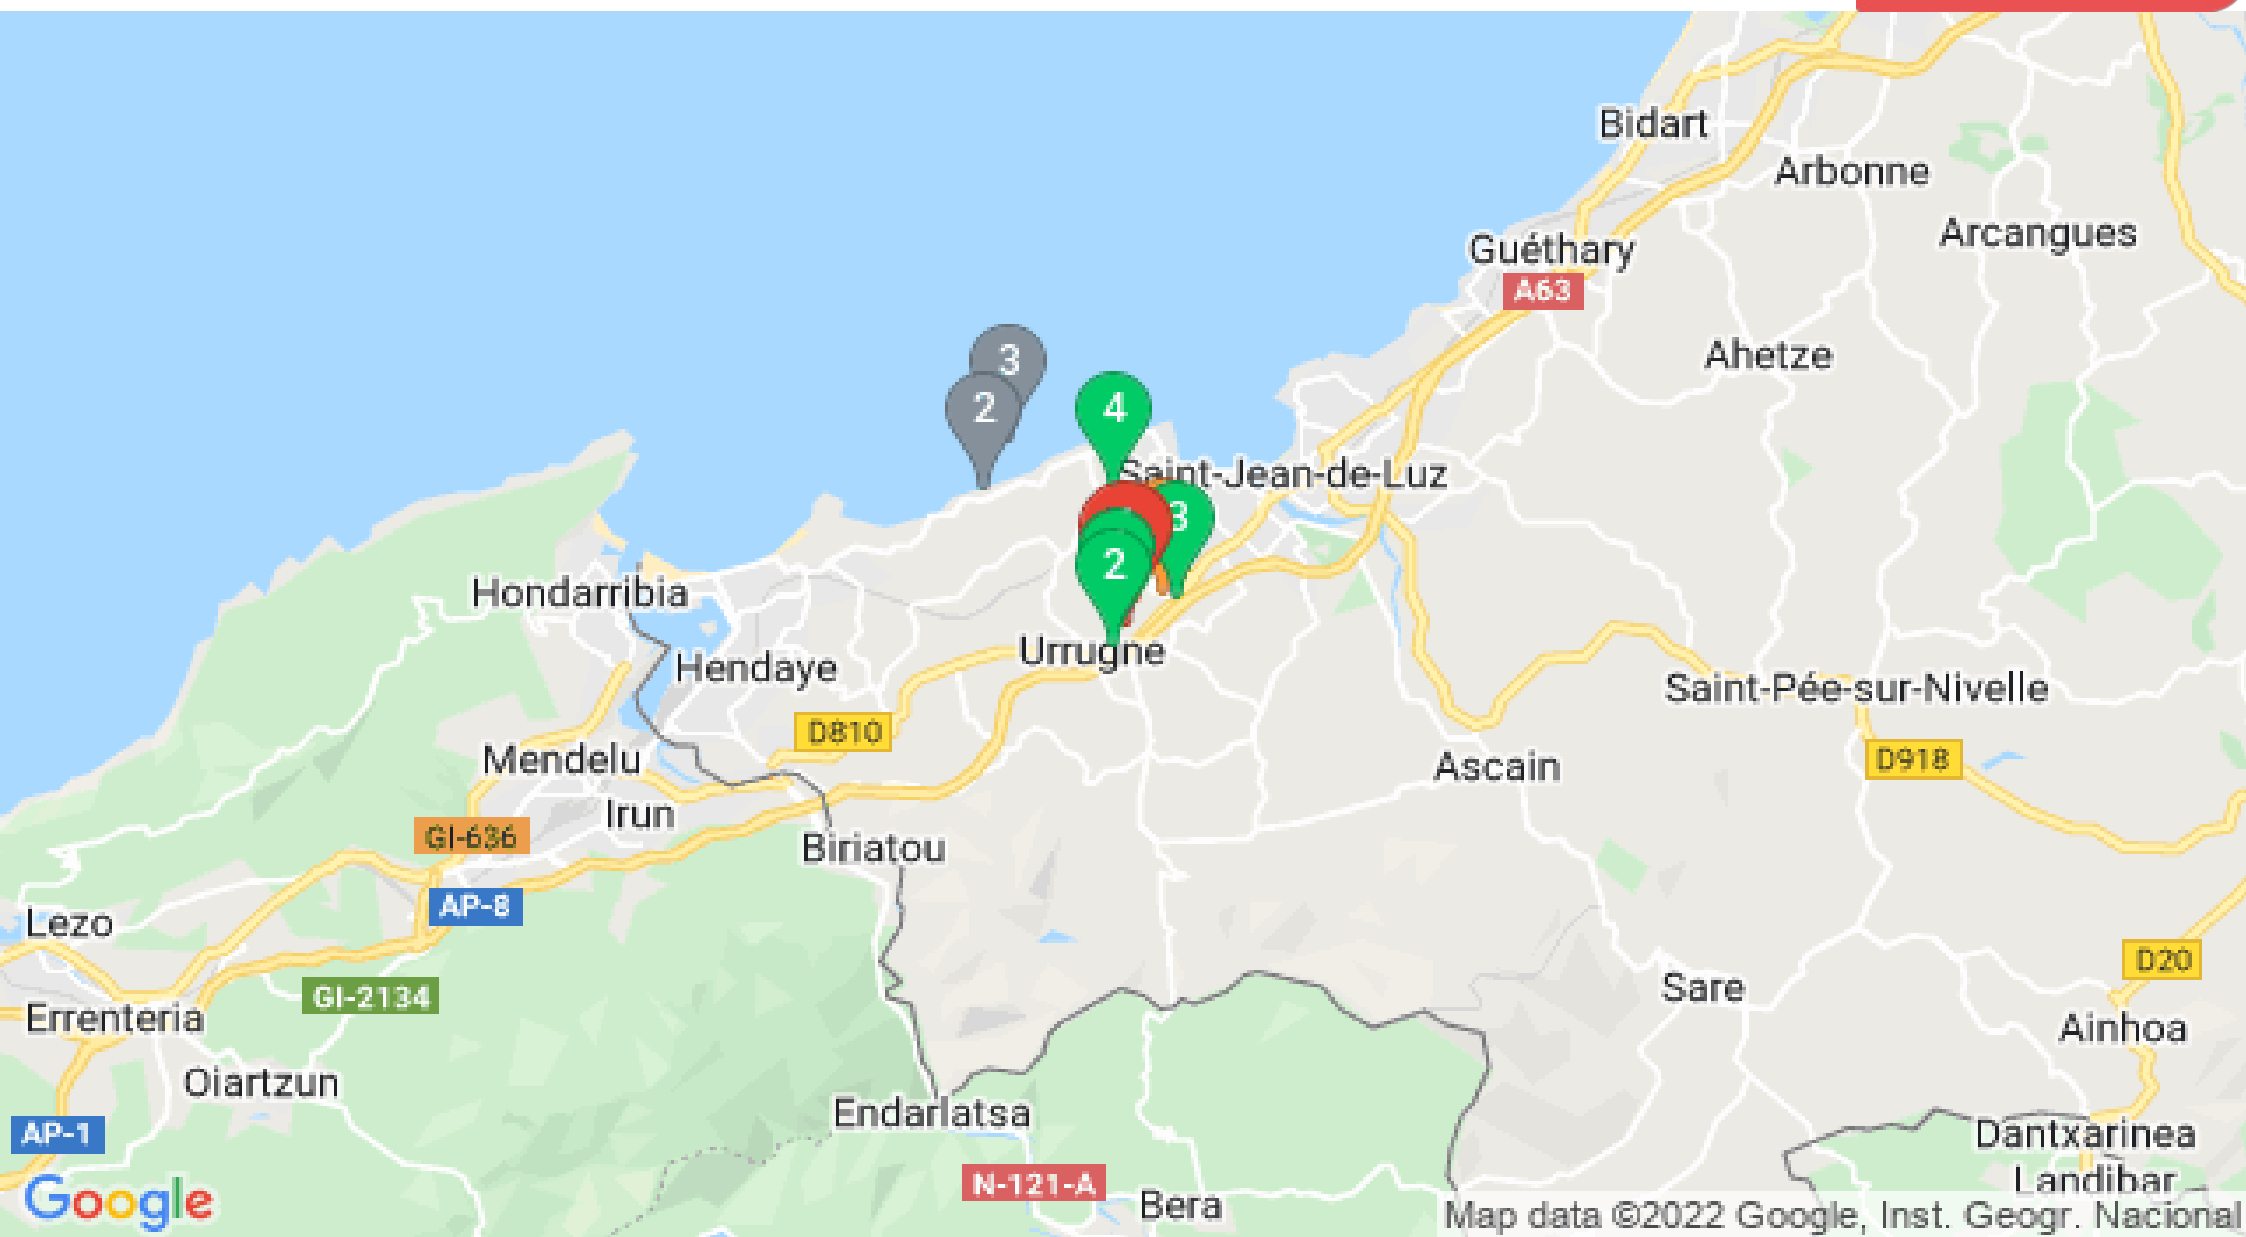 Bidart
Arbonne
Arcangues
Guéthary
A63
Ahetze
3
2
4
Saint-Jean-de-Luz
3
2
Hondarribia
Urrugne
Hendaye
Saint-Pée-sur-Nivelle
D810
Mendelu
Ascain
D918
Irun
GI-636
Biriatou
AP-8
Lezo
D20
Sare
GI-2134
Errenteria
Ainhoa
Oiartzun
Endarlatsa
AP-1
Dantxarinea
Landibar
N-121-A
Bera
Google
Map data ©2022 Google, Inst. Geogr. Nacional